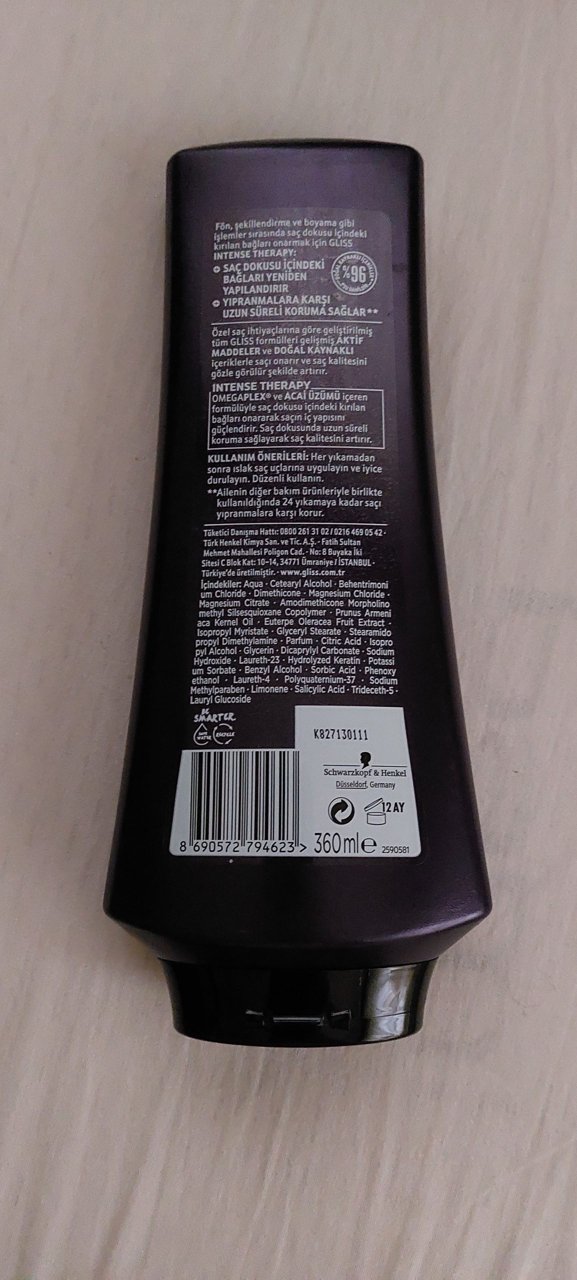 Fön, şekillendirme ve boyama gibi
işlemler sırasında saç dokusu içindeki
kırılan bağları onarmak için GLISS
INTENSE THERAPY:
SAÇ DOKUSU İÇİNDEKİ
BAĞLARI YENİDEN
YAPILANDIRIR
YIPRANMALARA KARŞI
UZUN SÜRELİ KORUMA SAĞLAR**
%96
Özel saç ihtiyaçlarına göre geliştirilmiş
tüm GLISS formülleri gelişmiş AKTİF
MADDELER ve DOĞAL KAYNAKLI
içeriklerle saçı onarır ve saç kalitesini
gözle görülür şekilde artırır.
INTENSE THERAPY
OMEGAPLEX® ve ACAI ÜZÜMÜ içeren
formülüyle saç dokusu içindeki kırılan
bağları onararak saçın iç yapısını
güçlendirir. Saç dokusunda uzun süreli
koruma sağlayarak saç kalitesini artırır.
KULLANIM ÖNERİLERİ: Her yıkamadan
sonra ıslak saç uçlarına uygulayın ve iyice
durulayın. Düzenli kullanın.
**Ailenin diğer bakım ürünleriyle birlikte
kullanıldığında 24 yıkamaya kadar saçı
yıpranmalara karşı korur.
Tüketici Danışma Hattı: 0800 261 31 02 / 0216 469 05 42 ·
Türk Henkel Kimya San. ve Tic. A.Ş. · Fatih Sultan
Mehmet Mahallesi Poligon Cad. · No: 8 Buyaka İki
Sitesi C Blok Kat: 10-14, 34771 Ümraniye / İSTANBUL ·
Türkiye'de üretilmiştir. · www.gliss.com.tr
İçindekiler: Aqua · Cetearyl Alcohol · Behentrimoni
um Chloride · Dimethicone · Magnesium Chloride ·
Magnesium Citrate · Amodimethicone Morpholino
methyl Silsesquioxane Copolymer · Prunus Armeni
aca Kernel Oil · Euterpe Oleracea Fruit Extract ·
Isopropyl Myristate · Glyceryl Stearate · Stearamido
propyl Dimethylamine · Parfum · Citric Acid · Isopro
pyl Alcohol · Glycerin · Dicaprylyl Carbonate · Sodium
Hydroxide · Laureth-23 · Hydrolyzed Keratin · Potassi
um Sorbate · Benzyl Alcohol · Sorbic Acid · Phenoxy
ethanol · Laureth-4 · Polyquaternium-37 · Sodium
Methylparaben · Limonene · Salicylic Acid · Trideceth-5 ·
Lauryl Glucoside
BE
SMARTER
SAVE
WATER
RECYCLE
K827130111
Schwarzkopf & Henkel
Düsseldorf, Germany
12 AY
8 690572 794623 >
360 ml e
2590581